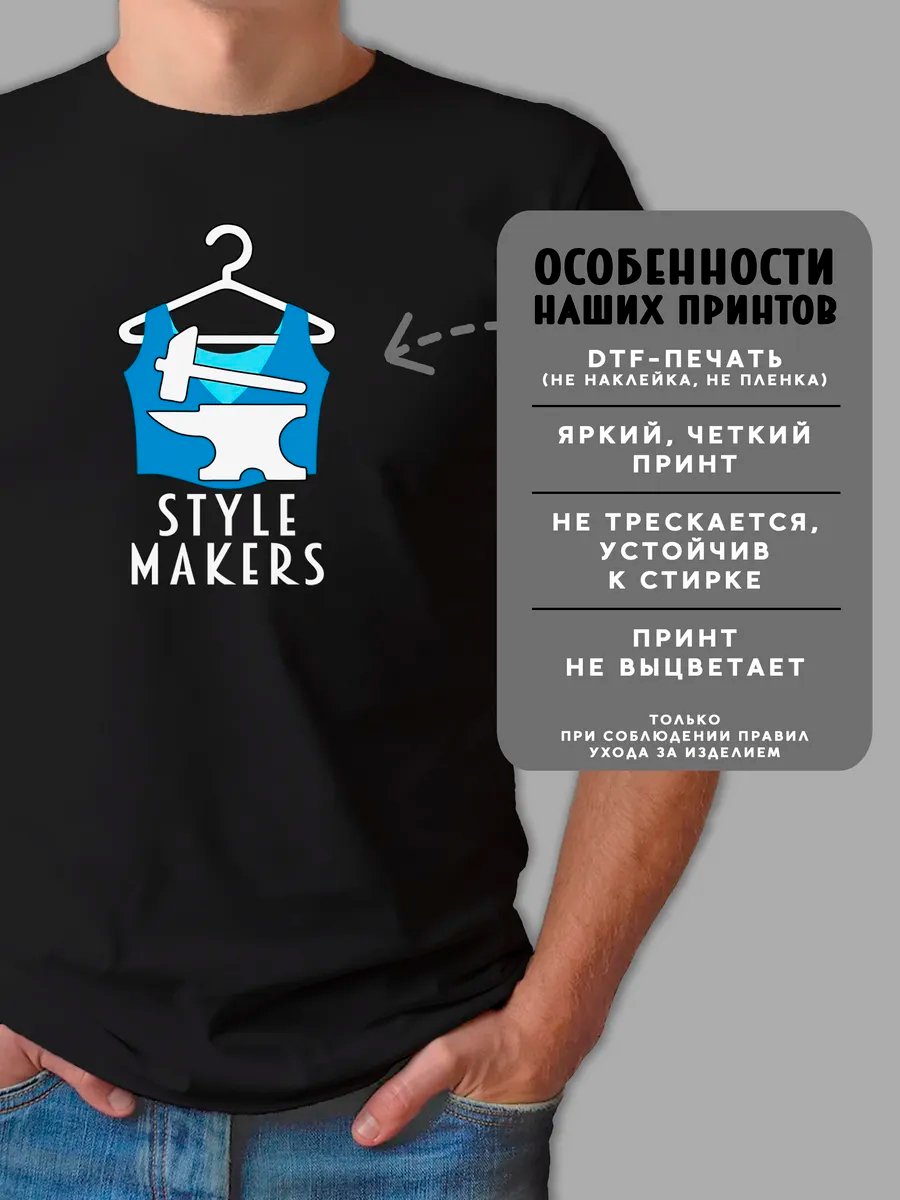 STYLE
MAKERS
ОСОБЕННОСТИ
НАШИХ ПРИНТОВ
DTF-ПЕЧАТЬ
(НЕ НАКЛЕЙКА, НЕ ПЛЕНКА)
ЯРКИЙ, ЧЕТКИЙ
ПРИНТ
НЕ ТРЕСКАЕТСЯ,
УСТОЙЧИВ
К СТИРКЕ
ПРИНТ
НЕ ВЫЦВЕТАЕТ
ТОЛЬКО
ПРИ СОБЛЮДЕНИИ ПРАВИЛ
УХОДА ЗА ИЗДЕЛИЕМ